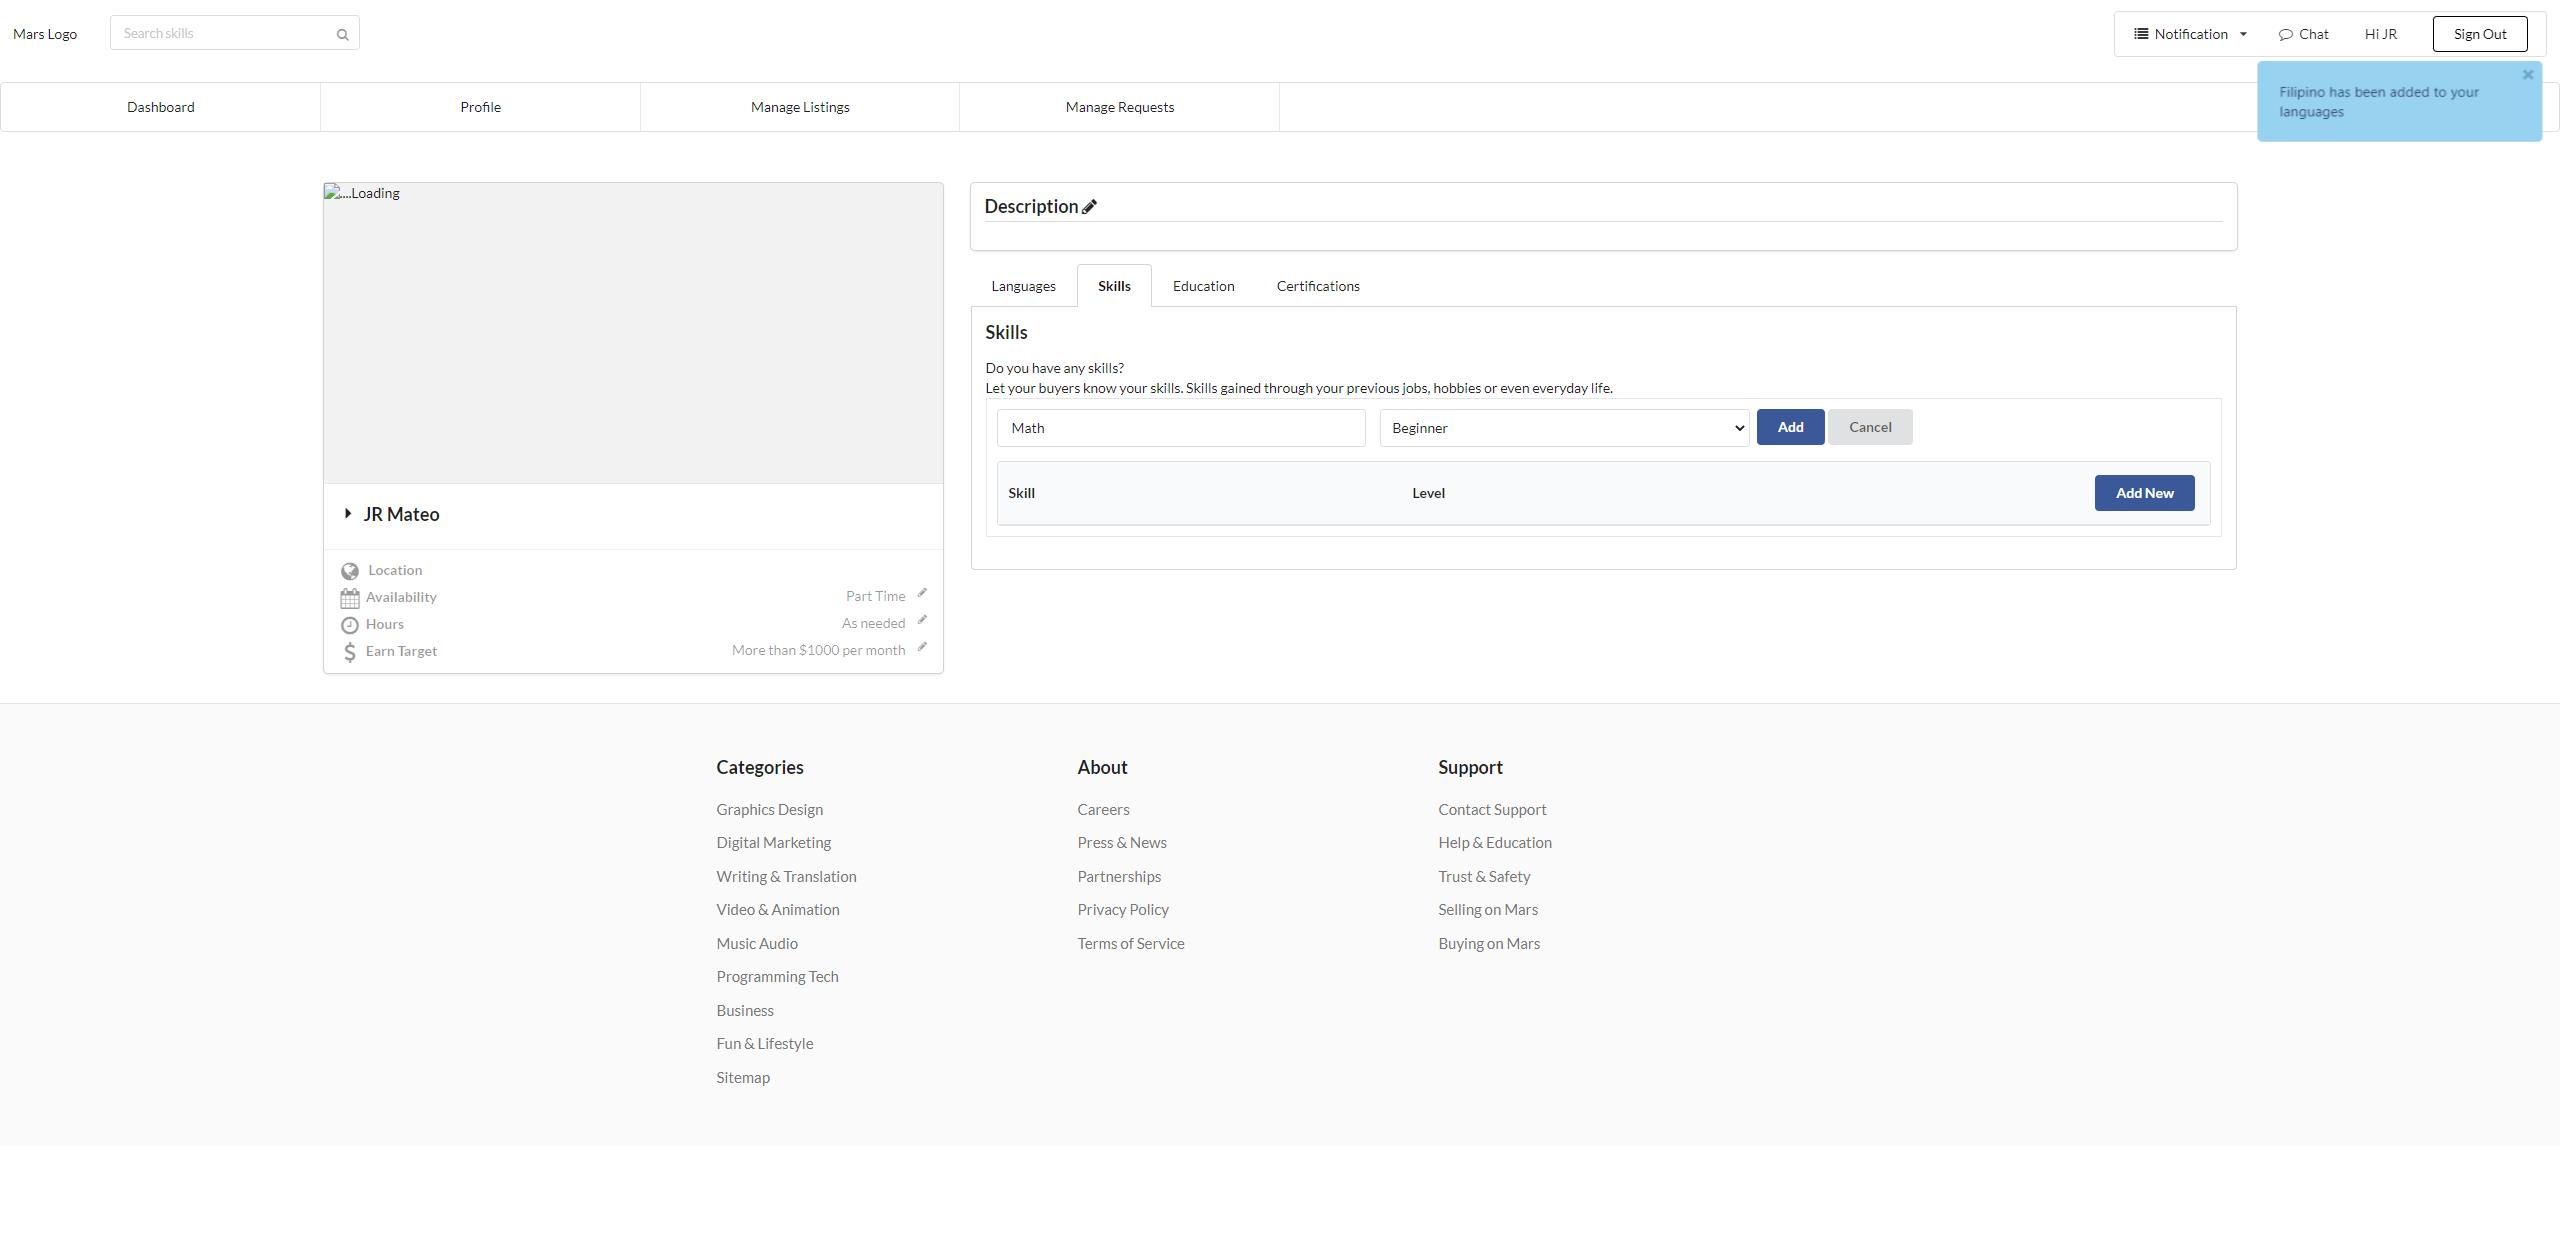 Mars Logo
Search skills
Notification
Chat
Hi JR
Sign Out
Dashboard
Profile
Manage Listings
Manage Requests
Filipino has been added to your
languages
....Loading
JR Mateo
Location
Availability
Part Time
Hours
As needed
Earn Target
More than $1000 per month
Description
Languages
Skills
Education
Certifications
Skills
Do you have any skills?
Let your buyers know your skills. Skills gained through your previous jobs, hobbies or even everyday life.
Math
Beginner
Add
Cancel
Skill
Level
Add New
Categories
Graphics Design
Digital Marketing
Writing & Translation
Video & Animation
Music Audio
Programming Tech
Business
Fun & Lifestyle
Sitemap
About
Careers
Press & News
Partnerships
Privacy Policy
Terms of Service
Support
Contact Support
Help & Education
Trust & Safety
Selling on Mars
Buying on Mars